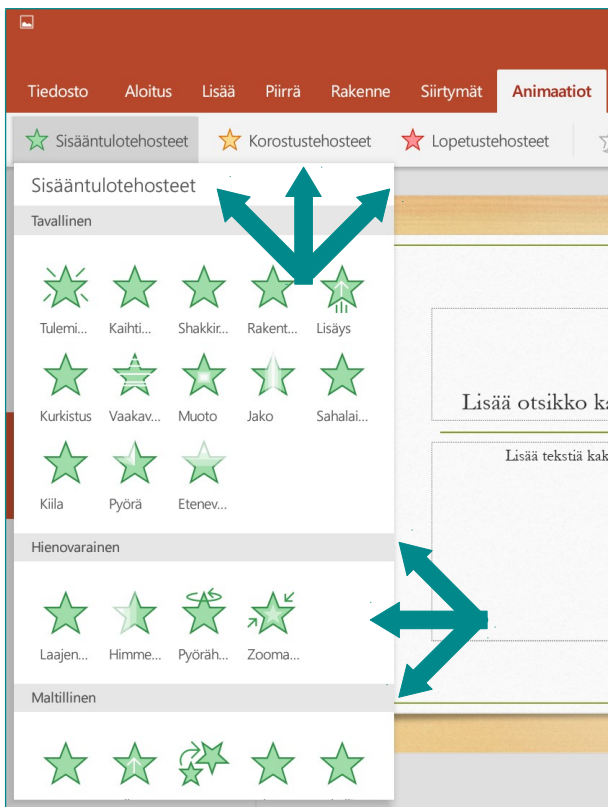 Tiedosto Aloitus Lisää Piirrä Rakenne Siirtymät Animaatiot
Sisääntulotehosteet Korostustehosteet Lopetustehosteet
Sisääntulotehosteet
Tavallinen
Tulemi... Kaihti... Shakkir... Rakent... Lisäys
Kurkistus Vaakav... Muoto Jako Sahalai...
Kiila Pyörä Etenev...
Hienovarainen
Laajen... Himme... Pyöräh... Zooma...
Maltillinen
Lisää otsikko ka
Lisää tekstiä kak